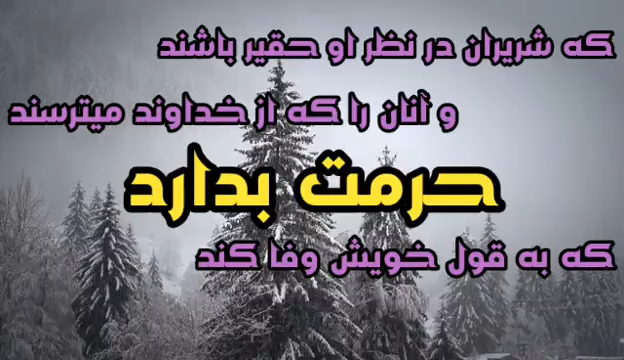 که شریران در نظر او حقیر باشند
و آنان را که از خداوند میترسند
حرمت بدارد
که به قول خویش وفا کند